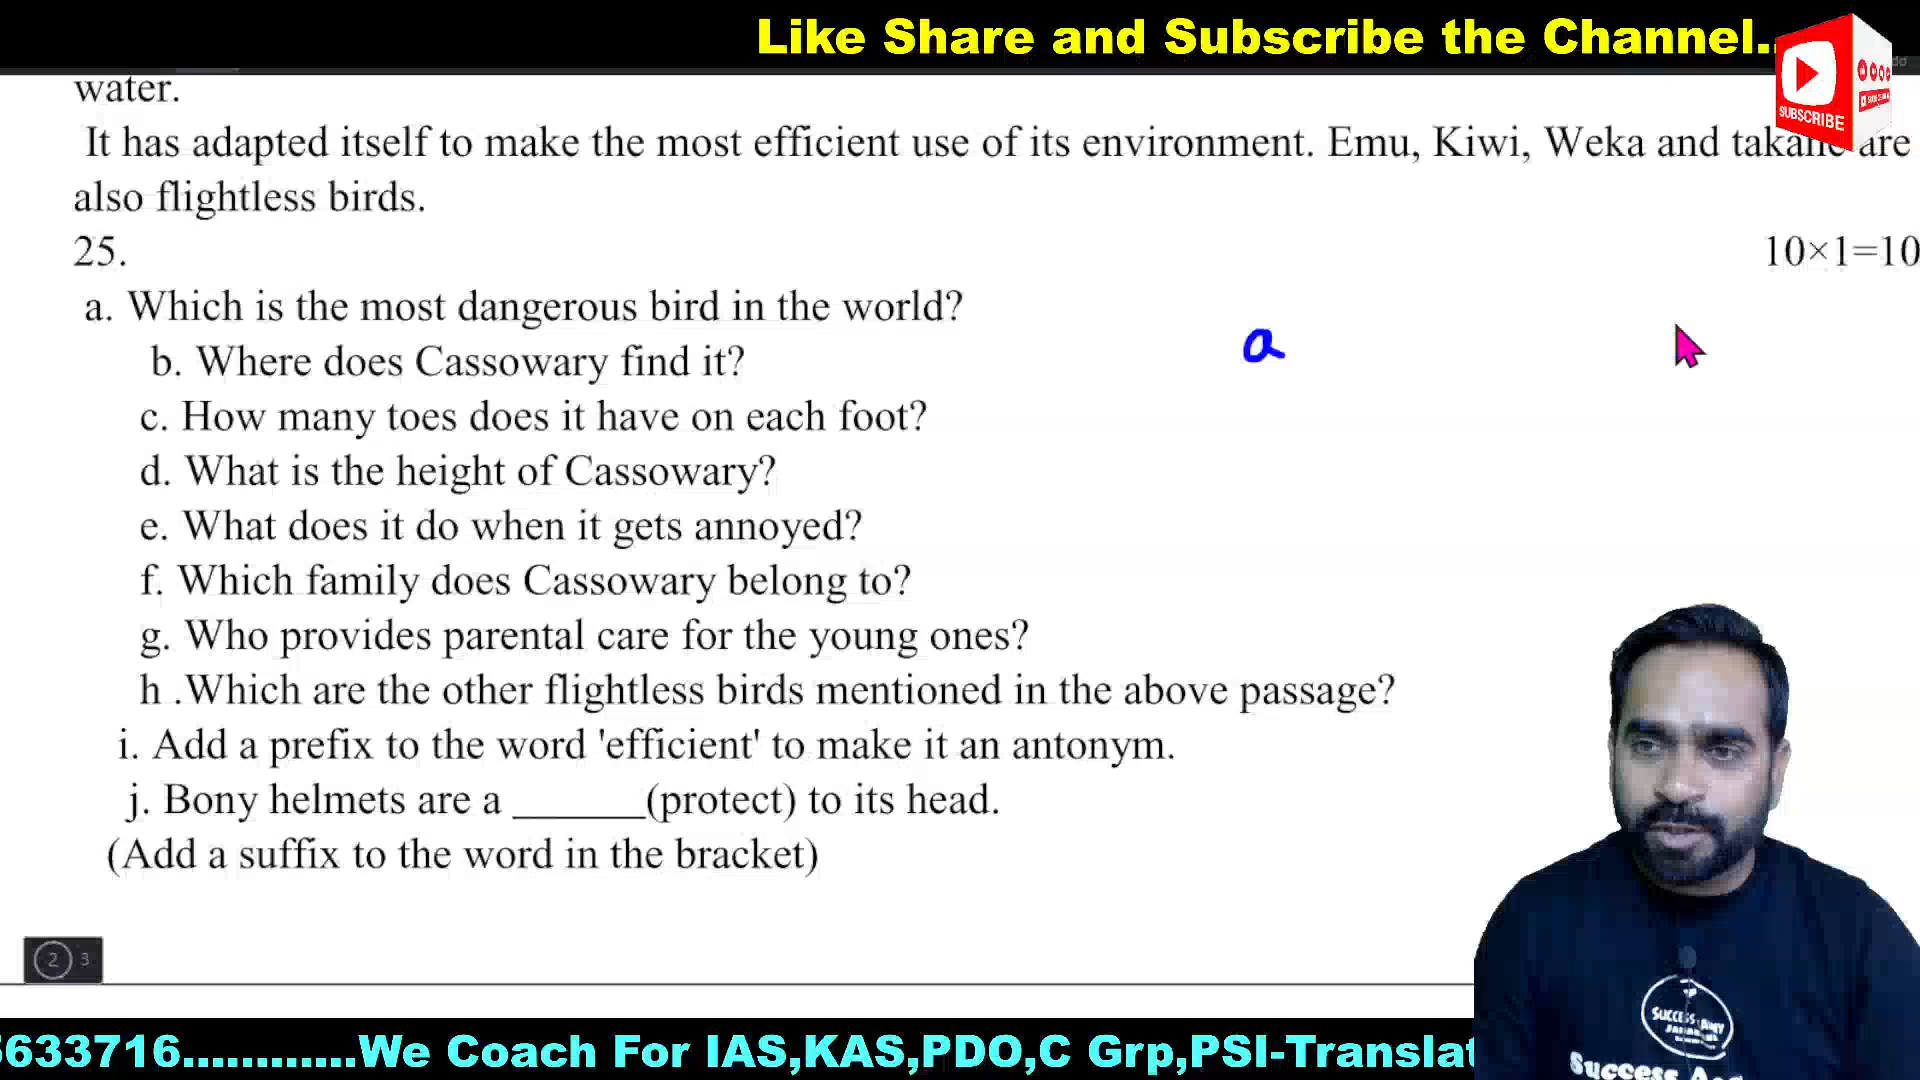 Like Share and Subscribe the Channel..
SUBSCRIBE
water.
It has adapted itself to make the most efficient use of its environment. Emu, Kiwi, Weka and takahe are
also flightless birds.
25. 10×1=10
a. Which is the most dangerous bird in the world?
a
b. Where does Cassowary find it?
c. How many toes does it have on each foot?
d. What is the height of Cassowary?
e. What does it do when it gets annoyed?
f. Which family does Cassowary belong to?
g. Who provides parental care for the young ones?
h .Which are the other flightless birds mentioned in the above passage?
i. Add a prefix to the word 'efficient' to make it an antonym.
j. Bony helmets are a ______(protect) to its head.
(Add a suffix to the word in the bracket)
2 3
5633716............We Coach For IAS,KAS,PDO,C Grp,PSI-Translat
SUCCESS
Success